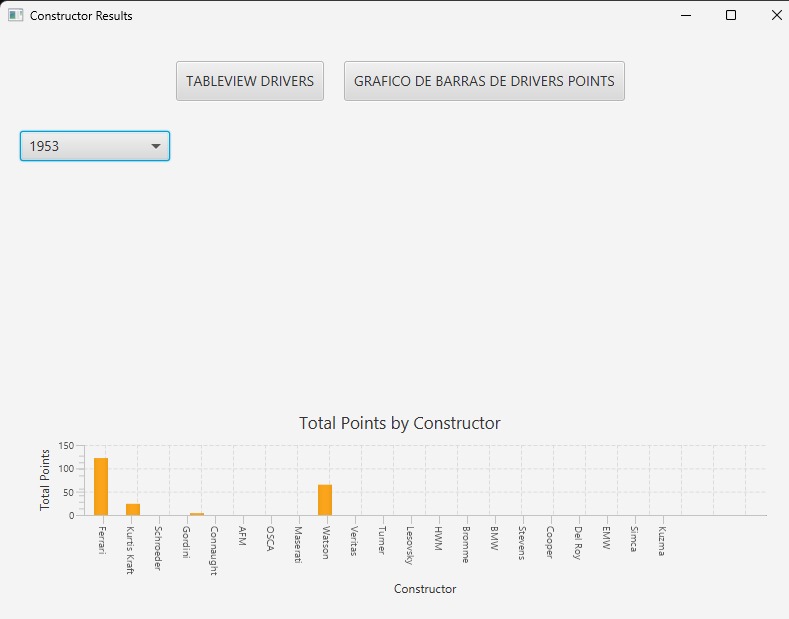 Constructor Results
TABLEVIEW DRIVERS
GRAFICO DE BARRAS DE DRIVERS POINTS
1953
Total Points by Constructor
Total Points
150
100
50
0
Ferrari
Kurtis Kraft
Schroeder
Gordini
Connaught
AFM
OSCA
Maserati
Watson
Veritas
Turner
Lesovsky
HWM
Bromme
BMW
Stevens
Cooper
Del Roy
EMW
Simca
Kuzma
Constructor